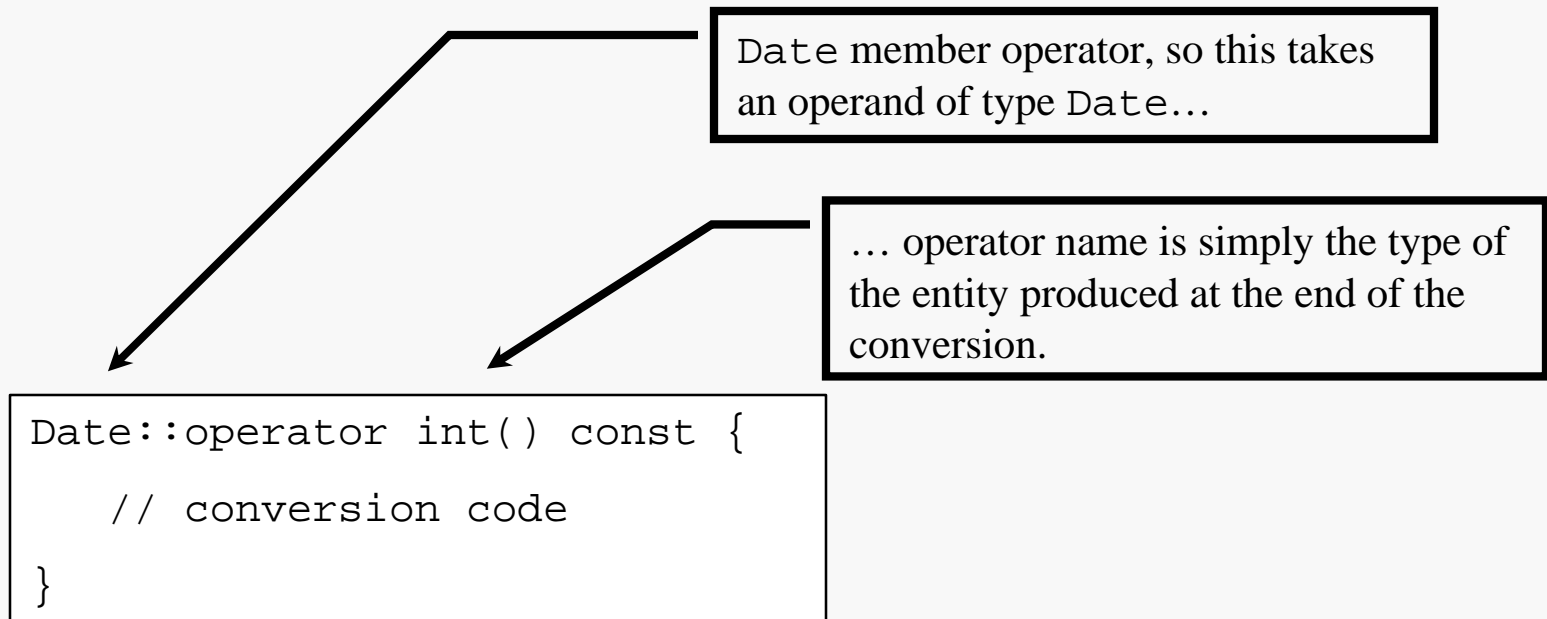 Date member operator, so this takes
an operand of type Date…
… operator name is simply the type of
the entity produced at the end of the
conversion.
Date::operator int() const {
// conversion code
}